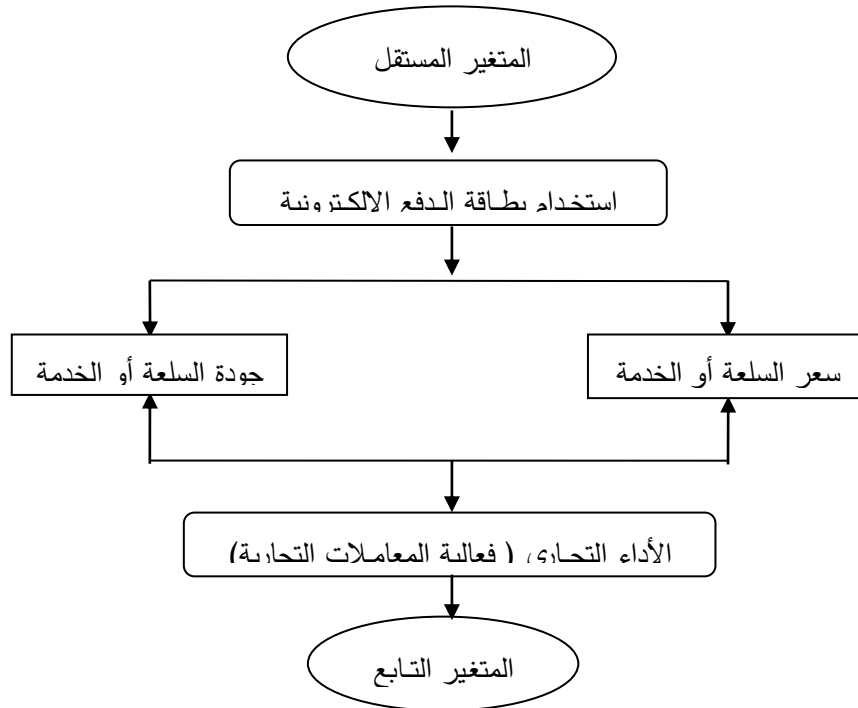 المتغير المستقل
استخدام بطاقة الدفع الالكترونية
سعر السلعة أو الخدمة
جودة السلعة أو الخدمة
الأداء التجاري ( فعالية المعاملات التجارية)
المتغير التابع